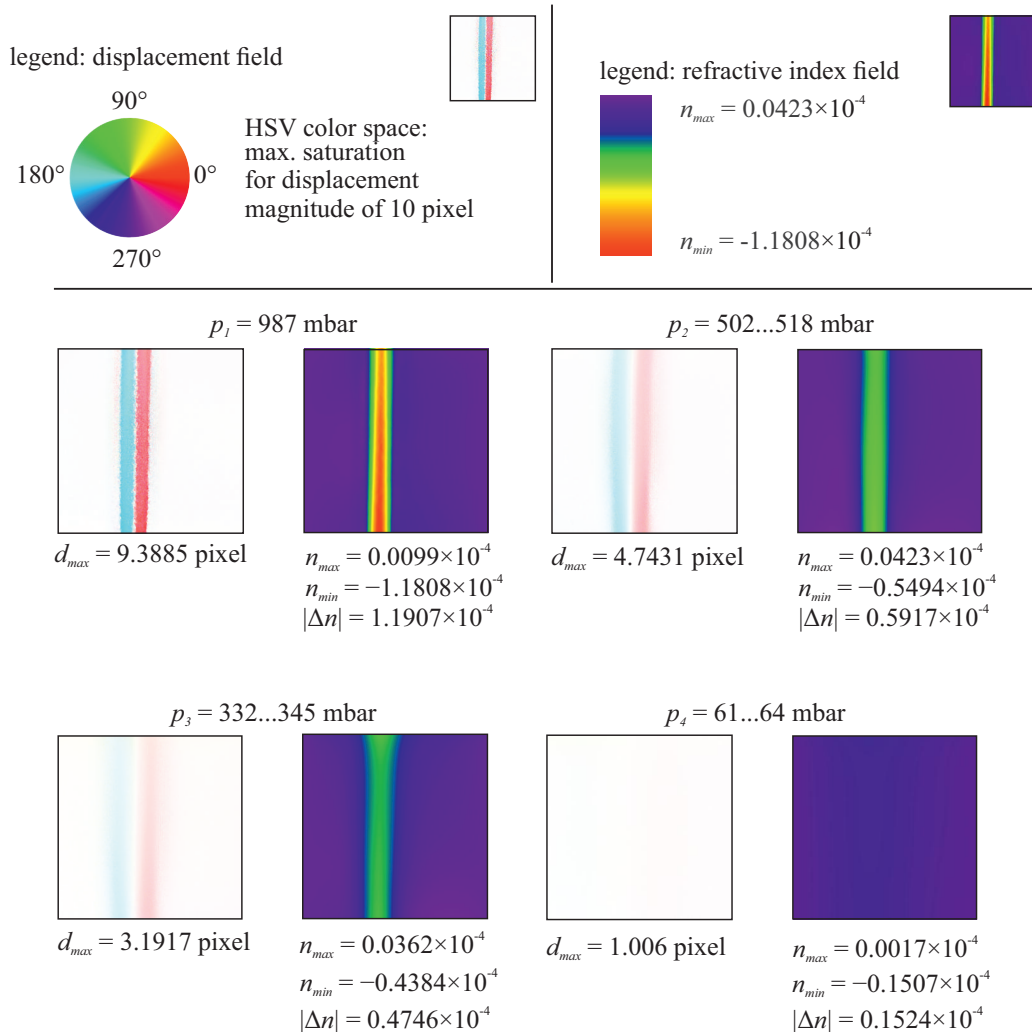 legend: displacement field
90°
180°
0°
270°
HSV color space:
max. saturation
for displacement
magnitude of 10 pixel
legend: refractive index field
n_max = 0.0423×10⁻⁴
n_min = -1.1808×10⁻⁴
p_1 = 987 mbar
d_max = 9.3885 pixel
n_max = 0.0099×10⁻⁴
n_min = −1.1808×10⁻⁴
|Δn| = 1.1907×10⁻⁴
p_2 = 502...518 mbar
d_max = 4.7431 pixel
n_max = 0.0423×10⁻⁴
n_min = −0.5494×10⁻⁴
|Δn| = 0.5917×10⁻⁴
p_3 = 332...345 mbar
d_max = 3.1917 pixel
n_max = 0.0362×10⁻⁴
n_min = −0.4384×10⁻⁴
|Δn| = 0.4746×10⁻⁴
p_4 = 61...64 mbar
d_max = 1.006 pixel
n_max = 0.0017×10⁻⁴
n_min = −0.1507×10⁻⁴
|Δn| = 0.1524×10⁻⁴